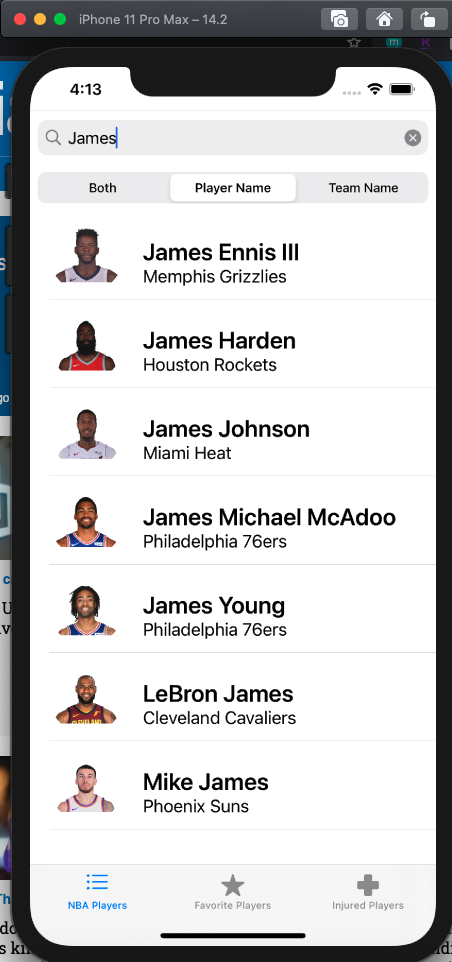 iPhone 11 Pro Max – 14.2
4:13
James
Both
Player Name
Team Name
James Ennis III
Memphis Grizzlies
James Harden
Houston Rockets
James Johnson
Miami Heat
James Michael McAdoo
Philadelphia 76ers
James Young
Philadelphia 76ers
LeBron James
Cleveland Cavaliers
Mike James
Phoenix Suns
NBA Players
Favorite Players
Injured Players